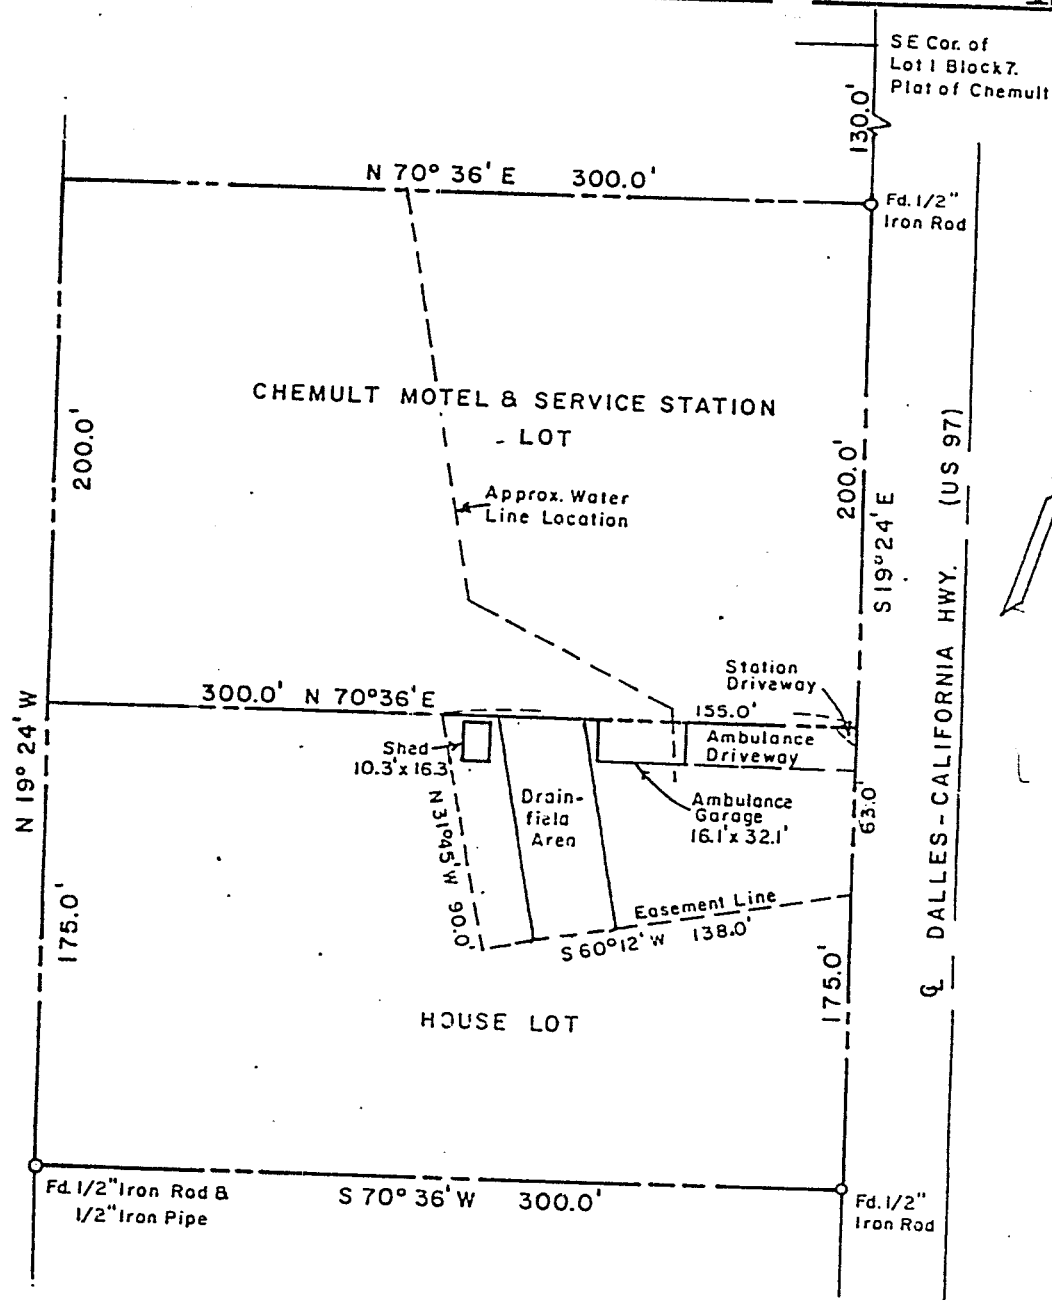 SE Cor. of
Lot 1 Block 7.
Plat of Chemult
130.0'
N 70° 36' E 300.0'
Fd. 1/2"
Iron Rod
CHEMULT MOTEL & SERVICE STATION
LOT
200.0'
200.0'
S 19° 24' E
DALLES-CALIFORNIA HWY. (US 97)
Approx. Water
Line Location
Station
Driveway
300.0' N 70°36' E
155.0'
Ambulance
Driveway
N 19° 24' W
Shed
10.3' x 16.3
Drain-
field
Area
Ambulance
Garage
16.1' x 32.1'
63.0'
N 31°45' W 90.0'
Easement Line
S 60°12' W 138.0'
175.0'
175.0'
HOUSE LOT
Fd. 1/2" Iron Rod &
1/2" Iron Pipe
S 70° 36' W 300.0'
Fd. 1/2"
Iron Rod